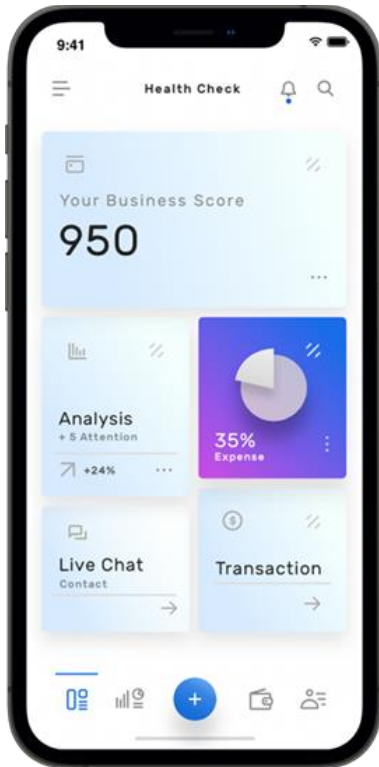 9:41
Health Check
Your Business Score
950
Analysis
+ 5 Attention
+24%
35%
Expense
Live Chat
Contact
$
Transaction
+